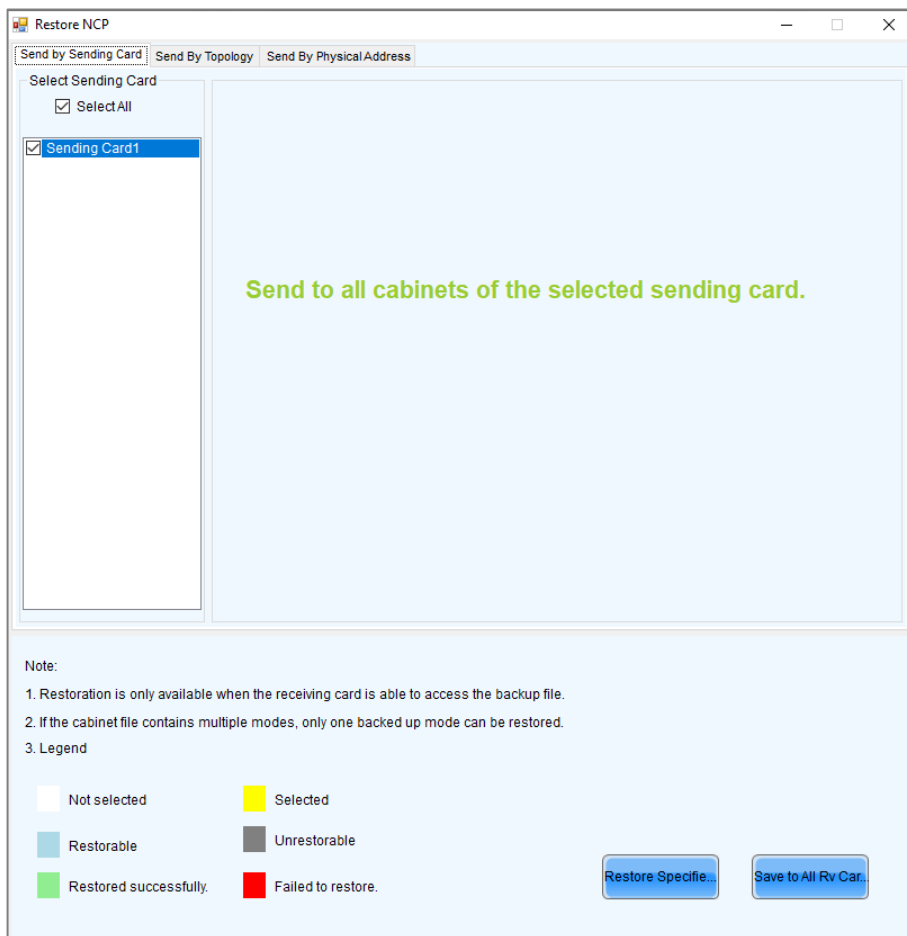 Restore NCP
Send by Sending Card
Send By Topology
Send By Physical Address
Select Sending Card
Select All
Sending Card1
Send to all cabinets of the selected sending card.
Note:
1. Restoration is only available when the receiving card is able to access the backup file.
2. If the cabinet file contains multiple modes, only one backed up mode can be restored.
3. Legend
Not selected
Selected
Restorable
Unrestorable
Restored successfully.
Failed to restore.
Restore Specifie...
Save to All Rv Car...